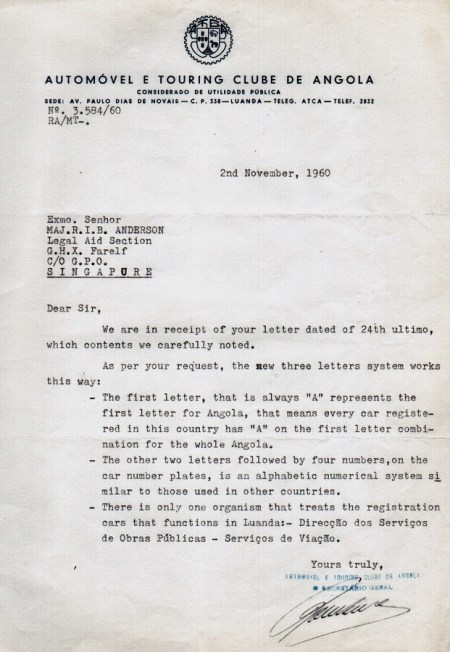 AUTOMÓVEL E TOURING CLUBE DE ANGOLA
CONSIDERADO DE UTILIDADE PÚBLICA
SEDE: AV. PAULO DIAS DE NOVAIS — C. P. 338 — LUANDA — TELEG. ATCA — TELEF. 2832
Nº. 3.584/60
RA/MT-.
2nd November, 1960
Exmo. Senhor
MAJ.R.I.B. ANDERSON
Legal Aid Section
G.H.X. Farelf
C/O G.P.O.
S I N G A P U R E
Dear Sir,
We are in receipt of your letter dated of 24th ultimo,
which contents we carefully noted.
As per your request, the new three letters system works
this way:
- The first letter, that is always "A" represents the
first letter for Angola, that means every car registe-
red in this country has "A" on the first letter combi-
nation for the whole Angola.
- The other two letters followed by four numbers,on the
car number plates, is an alphabetic numerical system si
milar to those used in other countries.
- There is only one organism that treats the registration
cars that functions in Luanda:- Direcção dos Serviços
de Obras Públicas - Serviços de Viação.
Yours truly,
AUTOMÓVEL E TOURING CLUBE DE ANGOLA
O SECRETÁRIO GERAL